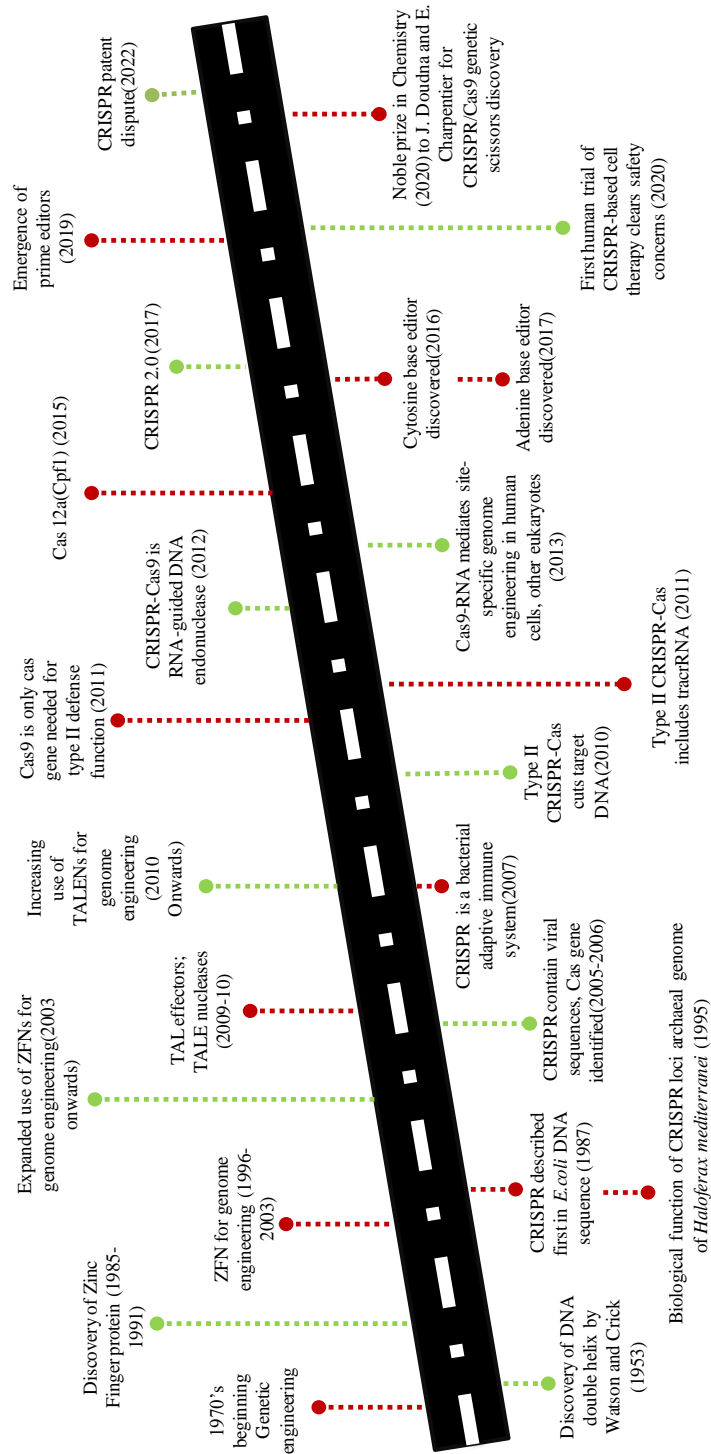 1970's
beginning
Genetic
engineering
Discovery of Zinc
Finger protein (1985-
1991)
ZFN for genome
engineering (1996-
2003)
Expanded use of ZFNs for
genome engineering(2003
onwards)
TAL effectors;
TALE nucleases
(2009-10)
Increasing
use of
TALENs for
genome
engineering
(2010
Onwards)
Cas9 is only cas
gene needed for
type II defense
function (2011)
CRISPR-Cas9 is
RNA-guided DNA
endonuclease (2012)
Cas 12a(Cpf1) (2015)
CRISPR 2.0 (2017)
Emergence of
prime editors
(2019)
CRISPR patent
dispute(2022)
Discovery of DNA
double helix by
Watson and Crick
(1953)
CRISPR described
first in E.coli DNA
sequence (1987)
Biological function of CRISPR loci archaeal genome
of Haloferax mediterranei (1995)
CRISPR contain viral
sequences, Cas gene
identified(2005-2006)
CRISPR is a bacterial
adaptive immune
system(2007)
Type II
CRISPR-Cas
cuts target
DNA(2010)
Type II CRISPR-Cas
includes tracrRNA (2011)
Cas9-RNA mediates site-
specific genome
engineering in human
cells, other eukaryotes
(2013)
Cytosine base editor
discovered(2016)
Adenine base editor
discovered(2017)
First human trial of
CRISPR-based cell
therapy clears safety
concerns (2020)
Noble prize in Chemistry
(2020) to J. Doudna and E.
Charpentier for
CRISPR/Cas9 genetic
scissors discovery